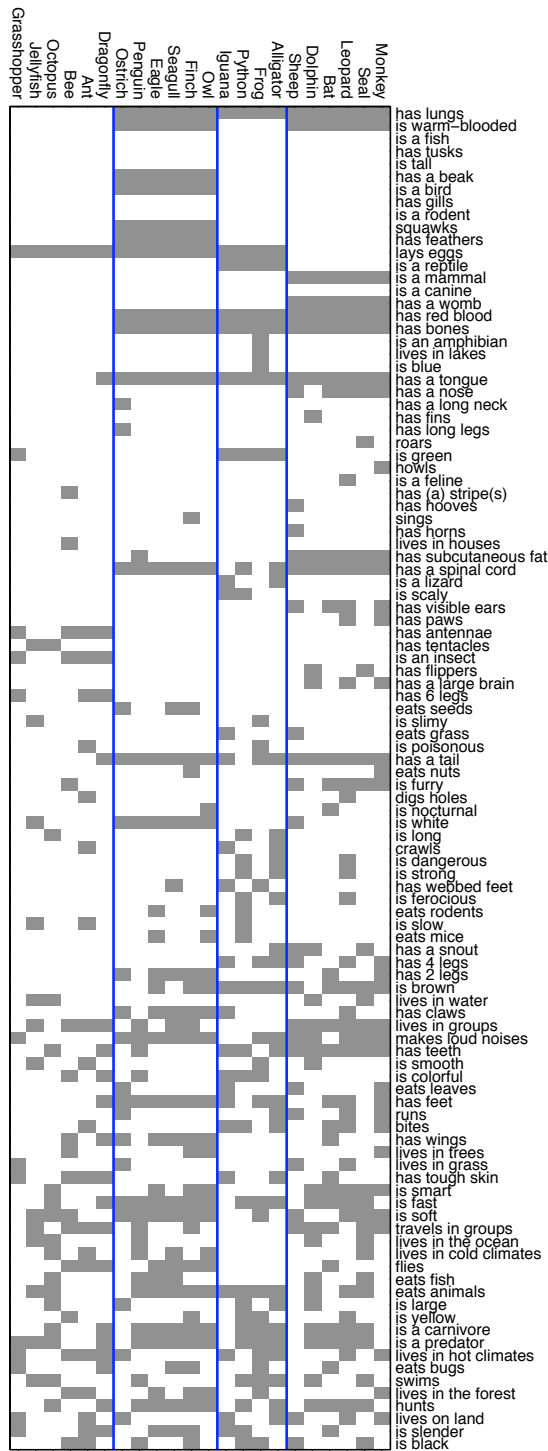 Grasshopper
Jellyfish
Octopus
Bee
Ant
Dragonfly
Ostrich
Penguin
Eagle
Seagull
Finch
Owl
Iguana
Python
Frog
Alligator
Sheep
Dolphin
Bat
Leopard
Seal
Monkey
has lungs
is warm−blooded
is a fish
has tusks
is tall
has a beak
is a bird
has gills
is a rodent
squawks
has feathers
lays eggs
is a reptile
is a mammal
is a canine
has a womb
has red blood
has bones
is an amphibian
lives in lakes
is blue
has a tongue
has a nose
has a long neck
has fins
has long legs
roars
is green
howls
is a feline
has (a) stripe(s)
has hooves
sings
has horns
lives in houses
has subcutaneous fat
has a spinal cord
is a lizard
is scaly
has visible ears
has paws
has antennae
has tentacles
is an insect
has flippers
has a large brain
has 6 legs
eats seeds
is slimy
eats grass
is poisonous
has a tail
eats nuts
is furry
digs holes
is nocturnal
is white
is long
crawls
is dangerous
is strong
has webbed feet
is ferocious
eats rodents
is slow
eats mice
has a snout
has 4 legs
has 2 legs
is brown
lives in water
has claws
lives in groups
makes loud noises
has teeth
is smooth
is colorful
eats leaves
has feet
runs
bites
has wings
lives in trees
lives in grass
has tough skin
is smart
is fast
is soft
travels in groups
lives in the ocean
lives in cold climates
flies
eats fish
eats animals
is large
is yellow
is a carnivore
is a predator
lives in hot climates
eats bugs
swims
lives in the forest
hunts
lives on land
is slender
is black